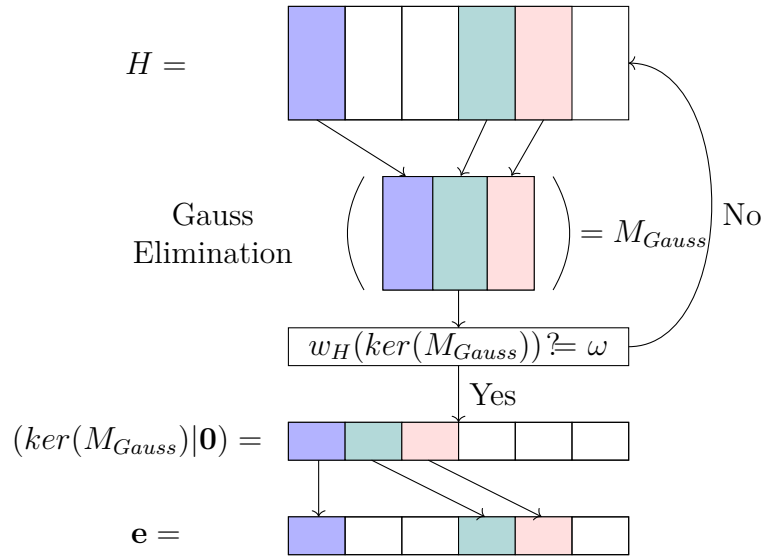 H =
Gauss
Elimination
( ) = M_{Gauss}
No
w_H(ker(M_{Gauss}))?= ω
Yes
(ker(M_{Gauss})|0) =
e =